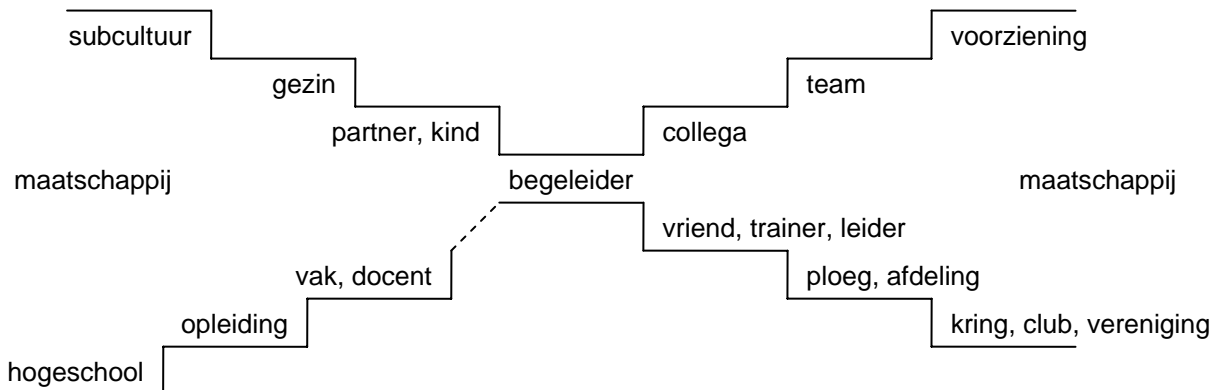 subcultuur voorziening
gezin team
partner, kind collega
maatschappij begeleider maatschappij
vriend, trainer, leider
vak, docent ploeg, afdeling
opleiding kring, club, vereniging
hogeschool